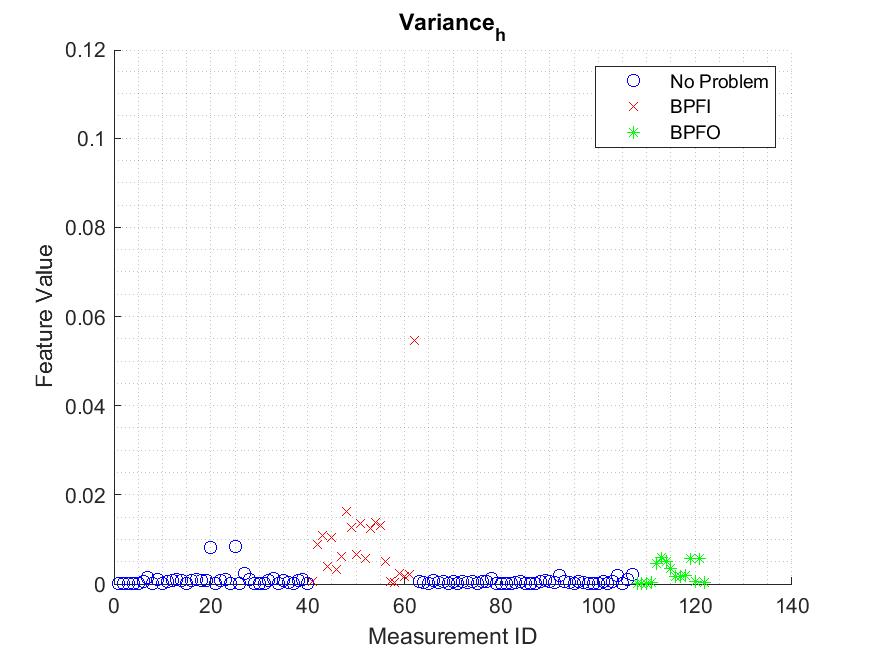 Variance_h
0.12
0.1
0.08
0.06
0.04
0.02
0
Feature Value
No Problem
BPFI
BPFO
0 20 40 60 80 100 120 140
Measurement ID